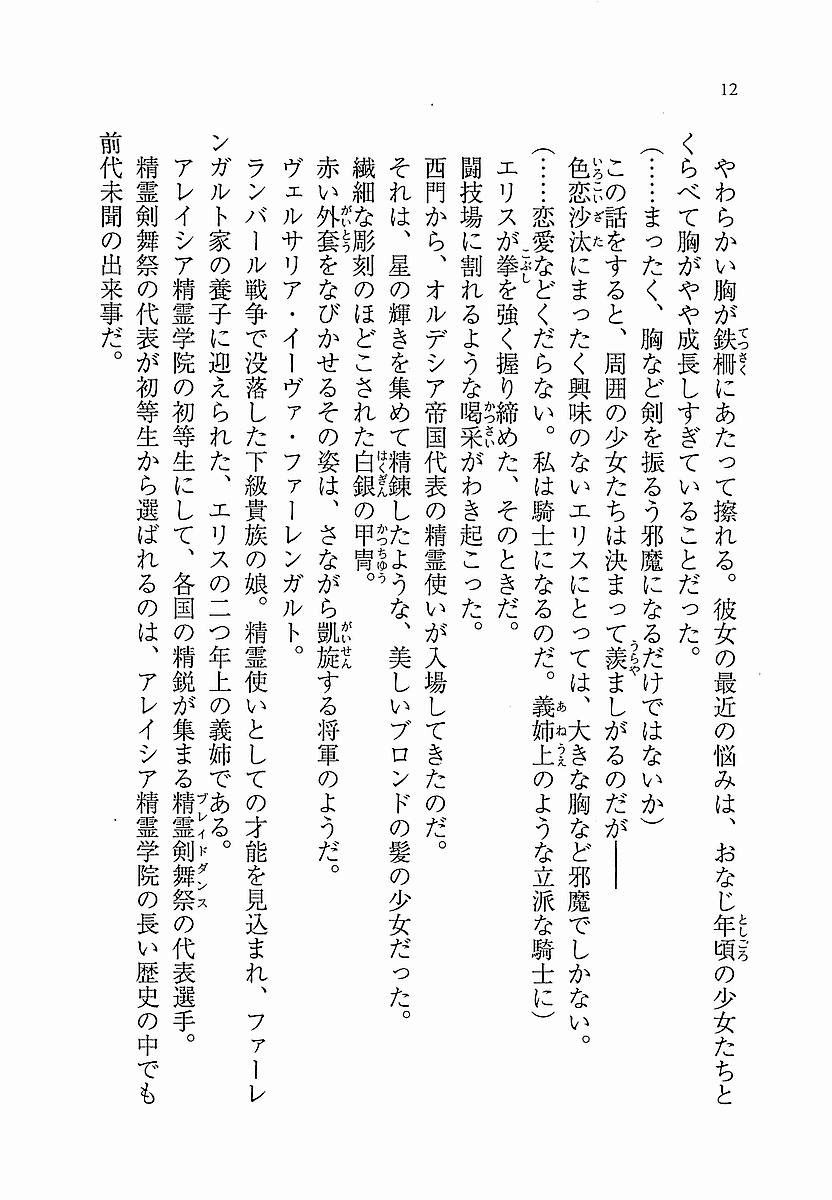 12
やわらかい胸が鉄柵にあたって擦れる。彼女の最近の悩みは、おなじ年頃の少女たちと
くらべて胸がやや成長しすぎていることだった。
(……まったく、胸など剣を振るう邪魔になるだけではないか)
この話をすると、周囲の少女たちは決まって羨ましがるのだが――
色恋沙汰にまったく興味のないエリスにとっては、大きな胸など邪魔でしかない。
(……恋愛などくだらない。私は騎士になるのだ。義姉上のような立派な騎士に)
エリスが拳を強く握り締めた、そのときだ。
闘技場に割れるような喝采がわき起こった。
西門から、オルデシア帝国代表の精霊使いが入場してきたのだ。
それは、星の輝きを集めて精錬したような、美しいブロンドの髪の少女だった。
繊細な彫刻のほどこされた白銀の甲冑。
赤い外套をなびかせるその姿は、さながら凱旋する将軍のようだ。
ヴェルサリア・イーヴァ・ファーレンガルト。
ランバール戦争で没落した下級貴族の娘。精霊使いとしての才能を見込まれ、ファーレ
ンガルト家の養子に迎えられた、エリスの二つ年上の義姉である。
アレイシア精霊学院の初等生にして、各国の精鋭が集まる精霊剣舞祭の代表選手。
精霊剣舞祭の代表が初等生から選ばれるのは、アレイシア精霊学院の長い歴史の中でも
前代未聞の出来事だ。